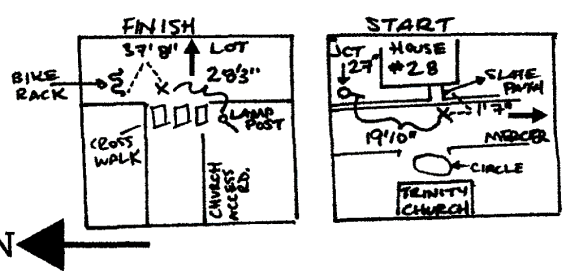 FINISH
37' 8"
LOT
28'3"
BIKE
RACK
LAMP
POST
CROSS
WALK
CHURCH
ACCESS
RD.
N
START
JCT
27"
HOUSE
#28
SLATE
PATH
1' 7"
19'10"
MERCER
CIRCLE
TRINITY
CHURCH